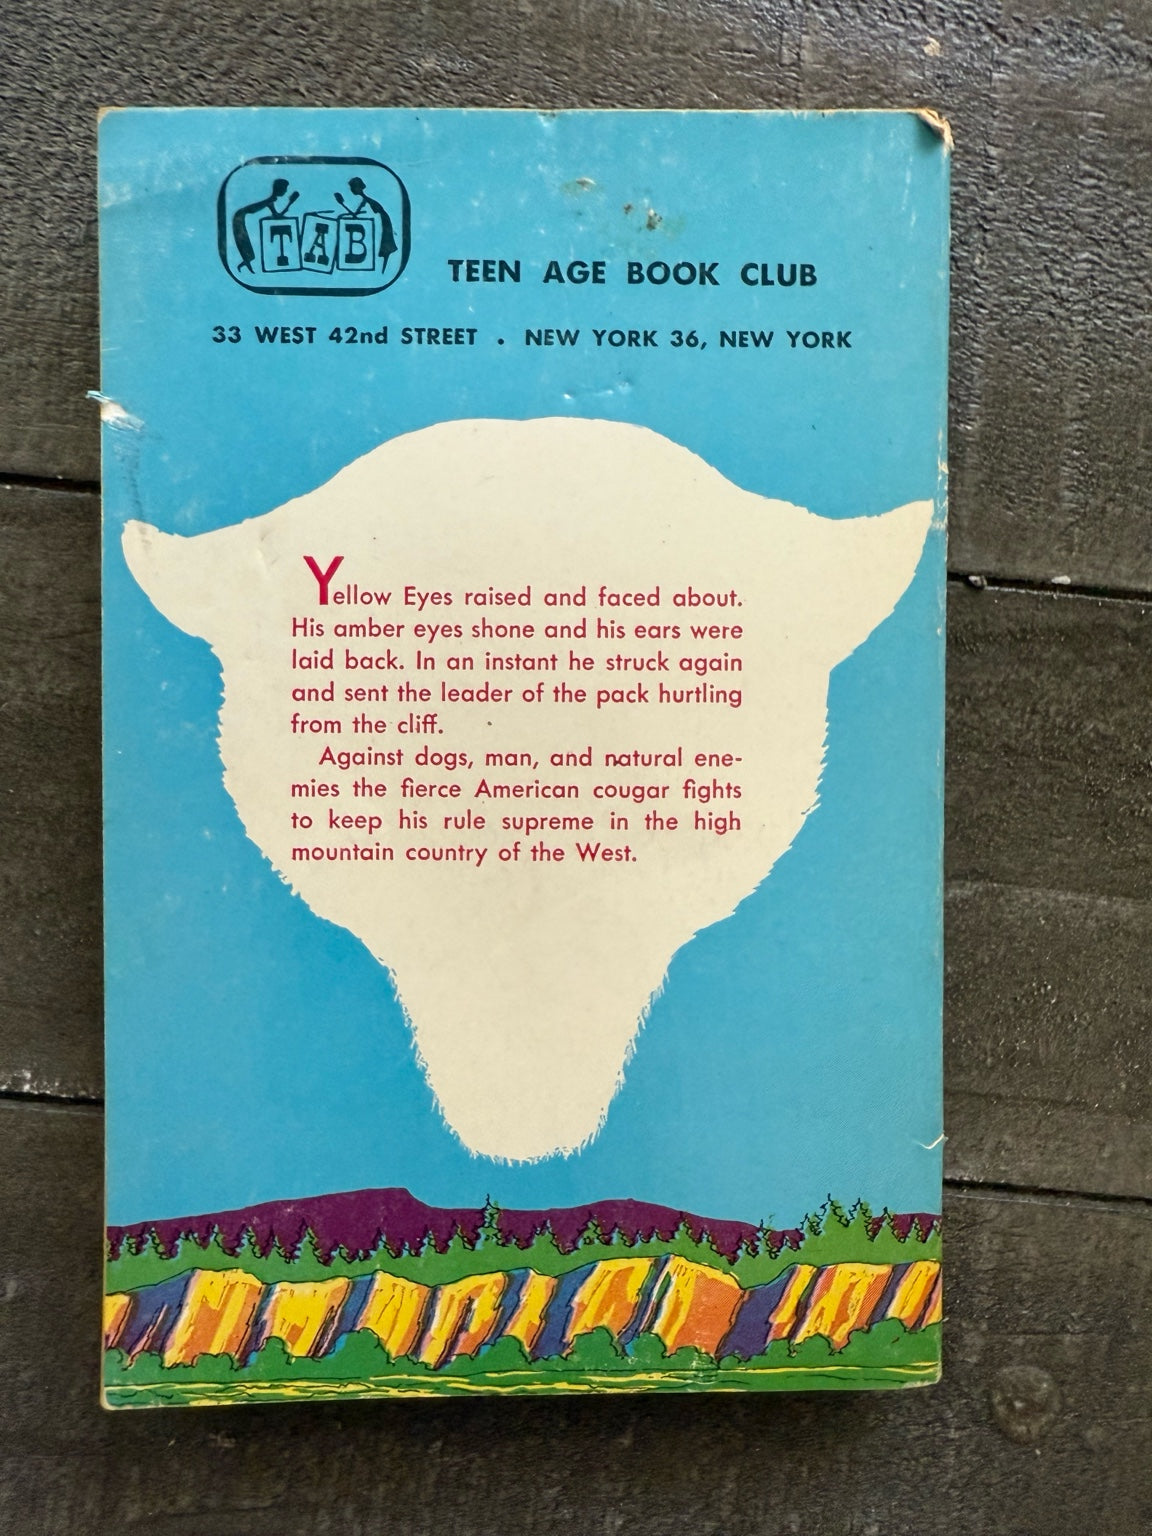 TAB
TEEN AGE BOOK CLUB
33 WEST 42nd STREET . NEW YORK 36, NEW YORK
Yellow Eyes raised and faced about.
His amber eyes shone and his ears were
laid back. In an instant he struck again
and sent the leader of the pack hurtling
from the cliff.
Against dogs, man, and natural ene-
mies the fierce American cougar fights
to keep his rule supreme in the high
mountain country of the West.